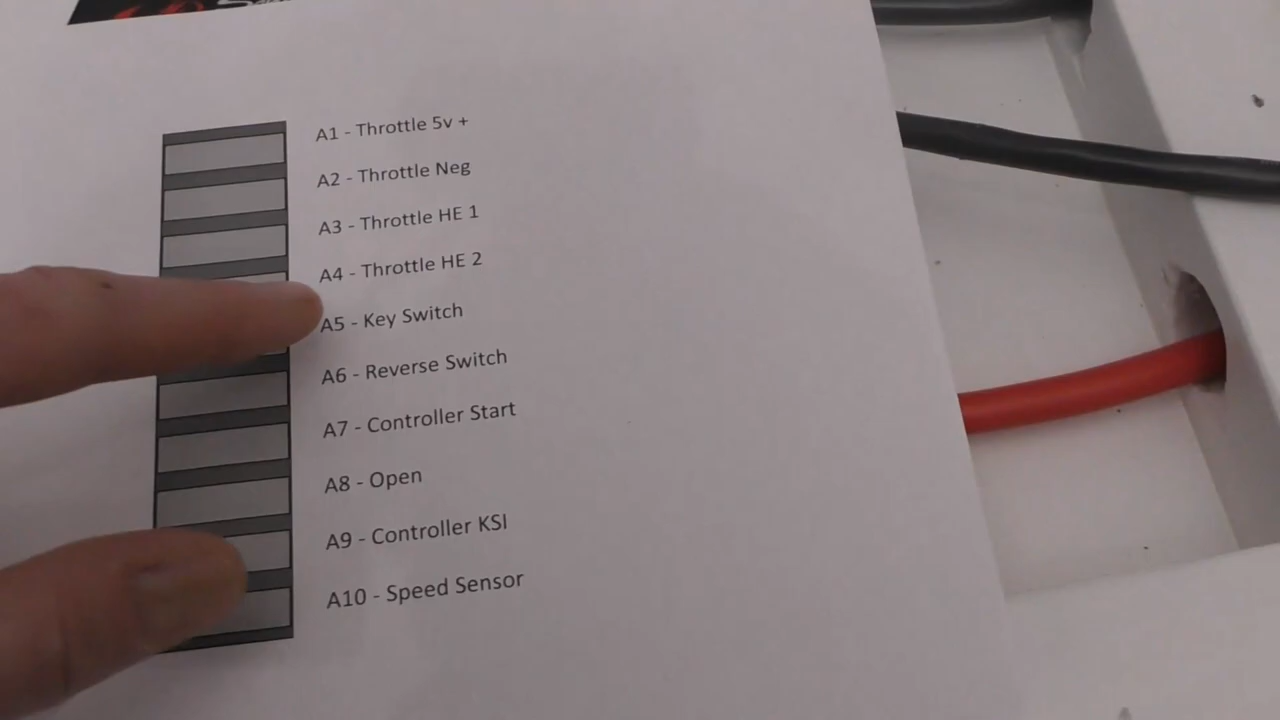 A1 - Throttle 5v +
A2 - Throttle Neg
A3 - Throttle HE 1
A4 - Throttle HE 2
A5 - Key Switch
A6 - Reverse Switch
A7 - Controller Start
A8 - Open
A9 - Controller KSI
A10 - Speed Sensor